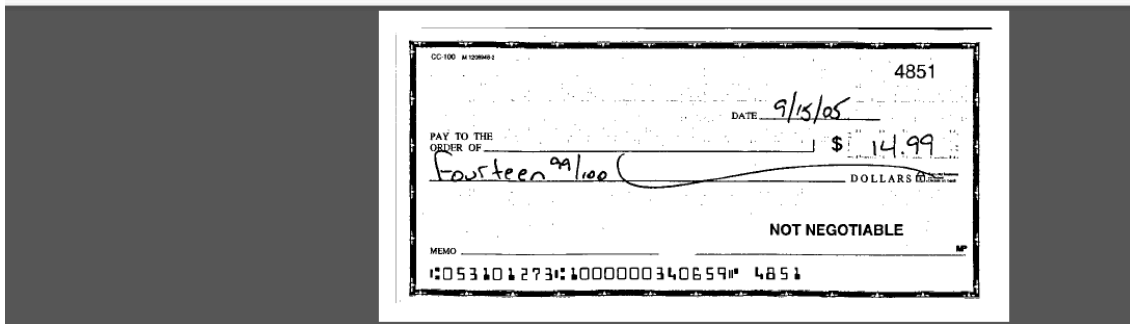 CC-100
4851
DATE 9/15/05
PAY TO THE
ORDER OF $ 14.99
Fourteen 99/100 DOLLARS
NOT NEGOTIABLE
MEMO MP
⑆053101273⑆1000000340659⑈ 4851